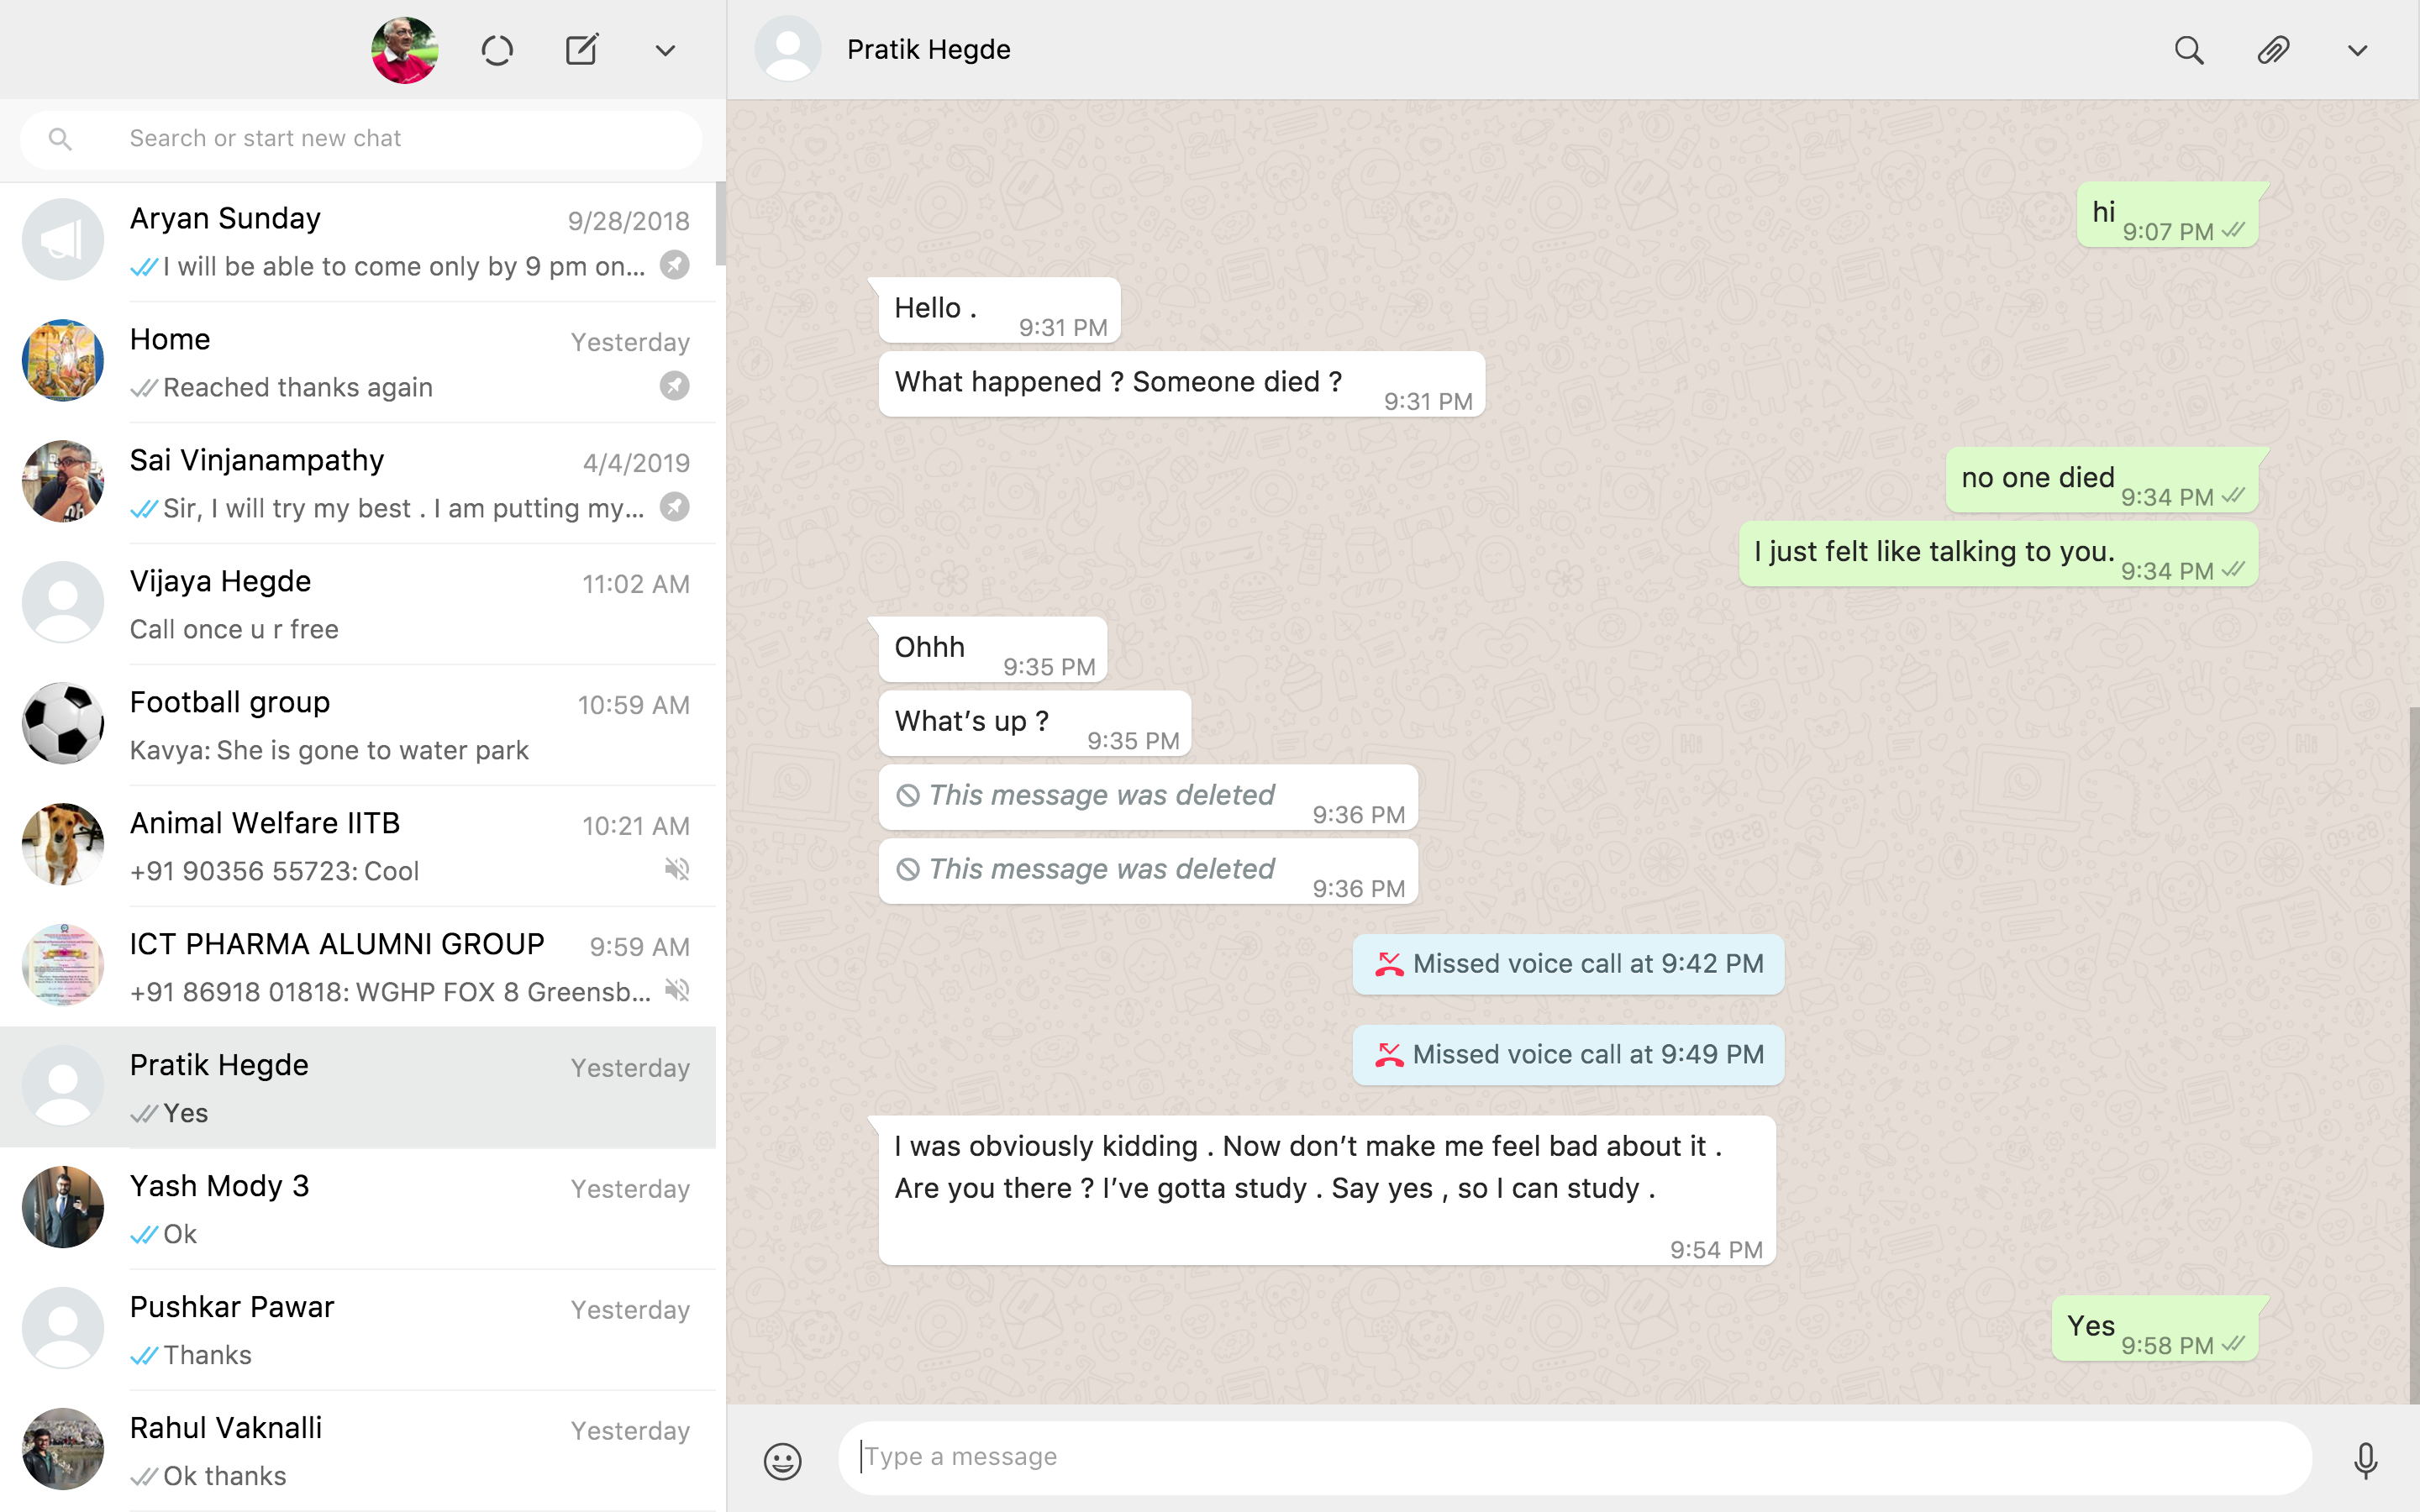 Pratik Hegde
Search or start new chat
Aryan Sunday
9/28/2018
I will be able to come only by 9 pm on...
Home
Yesterday
Reached thanks again
Sai Vinjanampathy
4/4/2019
Sir, I will try my best . I am putting my...
Vijaya Hegde
11:02 AM
Call once u r free
Football group
10:59 AM
Kavya: She is gone to water park
Animal Welfare IITB
10:21 AM
+91 90356 55723: Cool
ICT PHARMA ALUMNI GROUP
9:59 AM
+91 86918 01818: WGHP FOX 8 Greensb...
Pratik Hegde
Yesterday
Yes
Yash Mody 3
Yesterday
Ok
Pushkar Pawar
Yesterday
Thanks
Rahul Vaknalli
Yesterday
Ok thanks
hi
9:07 PM
Hello .
9:31 PM
What happened ? Someone died ?
9:31 PM
no one died
9:34 PM
I just felt like talking to you.
9:34 PM
Ohhh
9:35 PM
What’s up ?
9:35 PM
This message was deleted
9:36 PM
This message was deleted
9:36 PM
Missed voice call at 9:42 PM
Missed voice call at 9:49 PM
I was obviously kidding . Now don’t make me feel bad about it .
Are you there ? I’ve gotta study . Say yes , so I can study .
9:54 PM
Yes
9:58 PM
Type a message